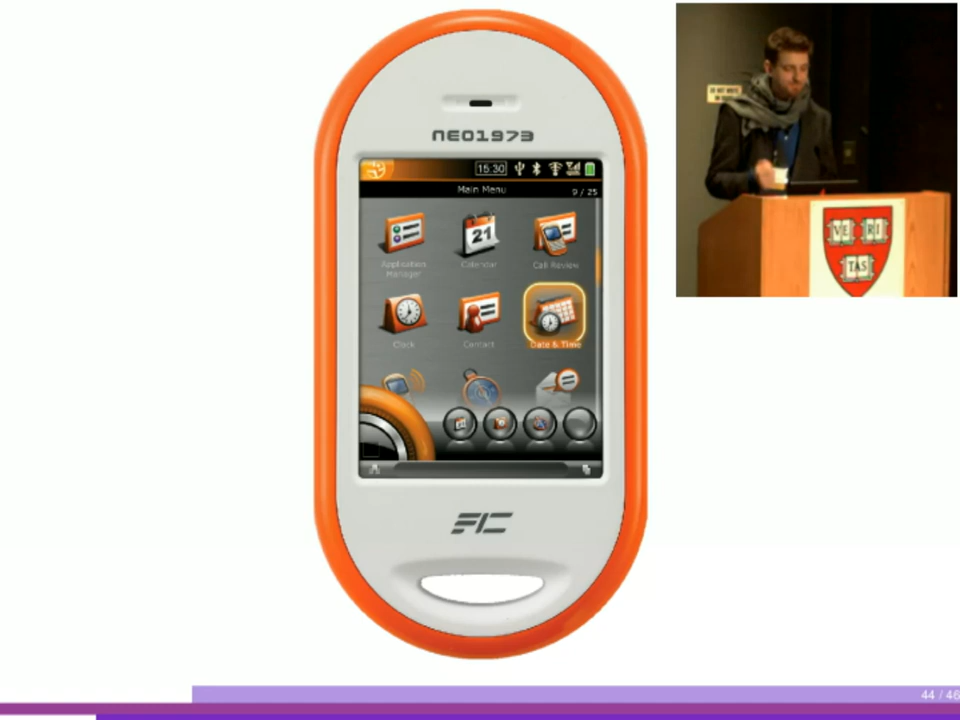 NEO1973
15:30
Main Menu
9 / 25
21
Application
Manager
Calendar
Call Review
Clock
Contact
Date & Time
FIC
VE RI
TAS
44 / 46